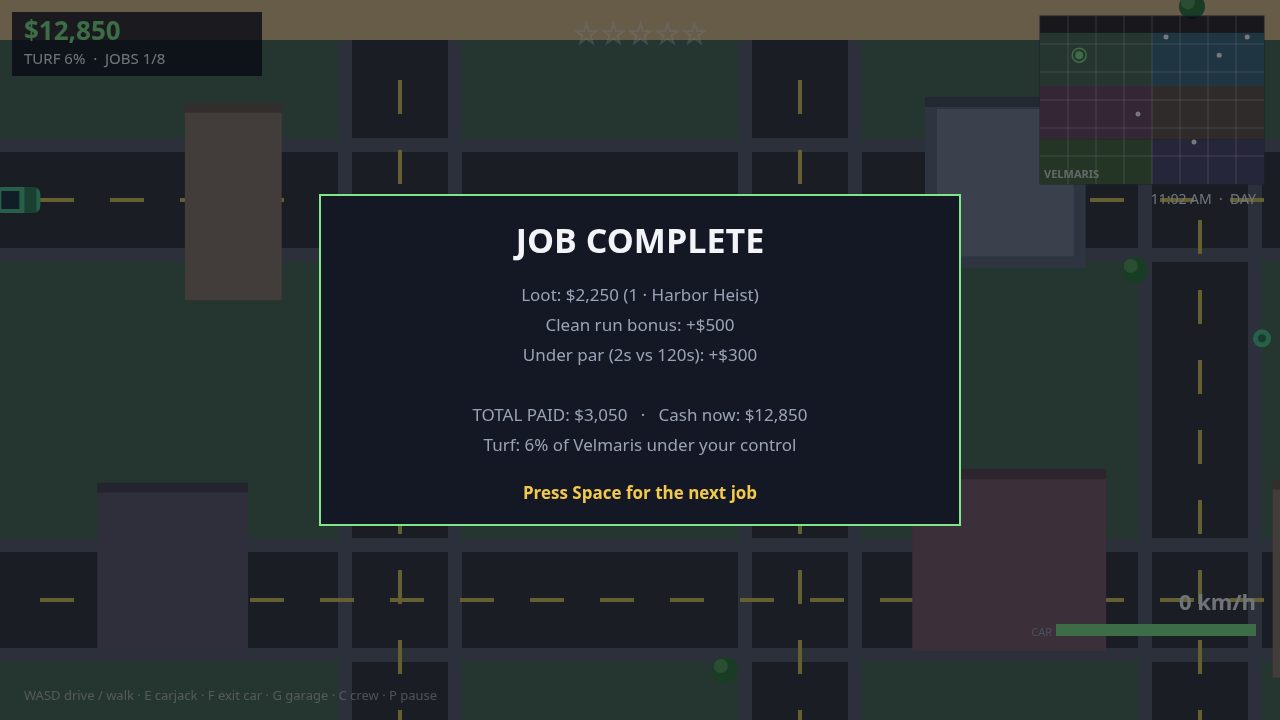 $12,850
TURF 6%  ·  JOBS 1/8
☆☆☆☆☆
VELMARIS
11:02 AM  ·  DAY
JOB COMPLETE
Loot: $2,250 (1 · Harbor Heist)
Clean run bonus: +$500
Under par (2s vs 120s): +$300
TOTAL PAID: $3,050  ·  Cash now: $12,850
Turf: 6% of Velmaris under your control
Press Space for the next job
0 km/h
CAR
WASD drive / walk · E carjack · F exit car · G garage · C crew · P pause